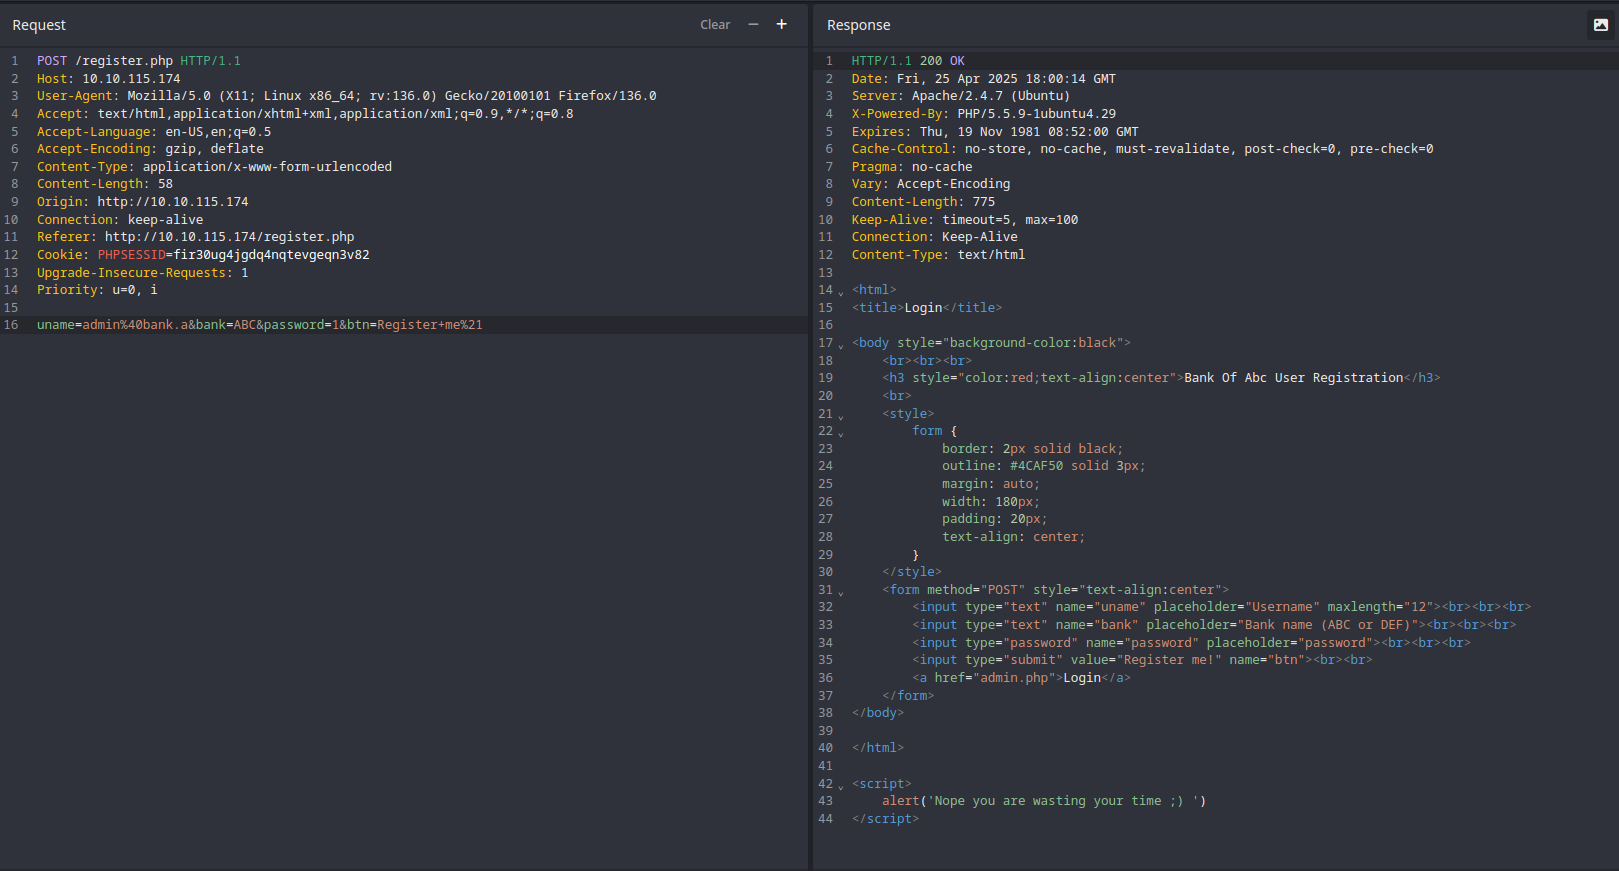 Request
Clear
1 POST /register.php HTTP/1.1
2 Host: 10.10.115.174
3 User-Agent: Mozilla/5.0 (X11; Linux x86_64; rv:136.0) Gecko/20100101 Firefox/136.0
4 Accept: text/html,application/xhtml+xml,application/xml;q=0.9,*/*;q=0.8
5 Accept-Language: en-US,en;q=0.5
6 Accept-Encoding: gzip, deflate
7 Content-Type: application/x-www-form-urlencoded
8 Content-Length: 58
9 Origin: http://10.10.115.174
10 Connection: keep-alive
11 Referer: http://10.10.115.174/register.php
12 Cookie: PHPSESSID=fir30ug4jgdq4nqtevgeqn3v82
13 Upgrade-Insecure-Requests: 1
14 Priority: u=0, i
15
16 uname=admin%40bank.a&bank=ABC&password=1&btn=Register+me%21
Response
1 HTTP/1.1 200 OK
2 Date: Fri, 25 Apr 2025 18:00:14 GMT
3 Server: Apache/2.4.7 (Ubuntu)
4 X-Powered-By: PHP/5.5.9-1ubuntu4.29
5 Expires: Thu, 19 Nov 1981 08:52:00 GMT
6 Cache-Control: no-store, no-cache, must-revalidate, post-check=0, pre-check=0
7 Pragma: no-cache
8 Vary: Accept-Encoding
9 Content-Length: 775
10 Keep-Alive: timeout=5, max=100
11 Connection: Keep-Alive
12 Content-Type: text/html
13
14 <html>
15 <title>Login</title>
16
17 <body style="background-color:black">
18 <br><br><br>
19 <h3 style="color:red;text-align:center">Bank Of Abc User Registration</h3>
20 <br>
21 <style>
22 form {
23 border: 2px solid black;
24 outline: #4CAF50 solid 3px;
25 margin: auto;
26 width: 180px;
27 padding: 20px;
28 text-align: center;
29 }
30 </style>
31 <form method="POST" style="text-align:center">
32 <input type="text" name="uname" placeholder="Username" maxlength="12"><br><br><br>
33 <input type="text" name="bank" placeholder="Bank name (ABC or DEF)"><br><br><br>
34 <input type="password" name="password" placeholder="password"><br><br><br>
35 <input type="submit" value="Register me!" name="btn"><br><br>
36 <a href="admin.php">Login</a>
37 </form>
38 </body>
39
40 </html>
41
42 <script>
43 alert('Nope you are wasting your time ;) ')
44 </script>